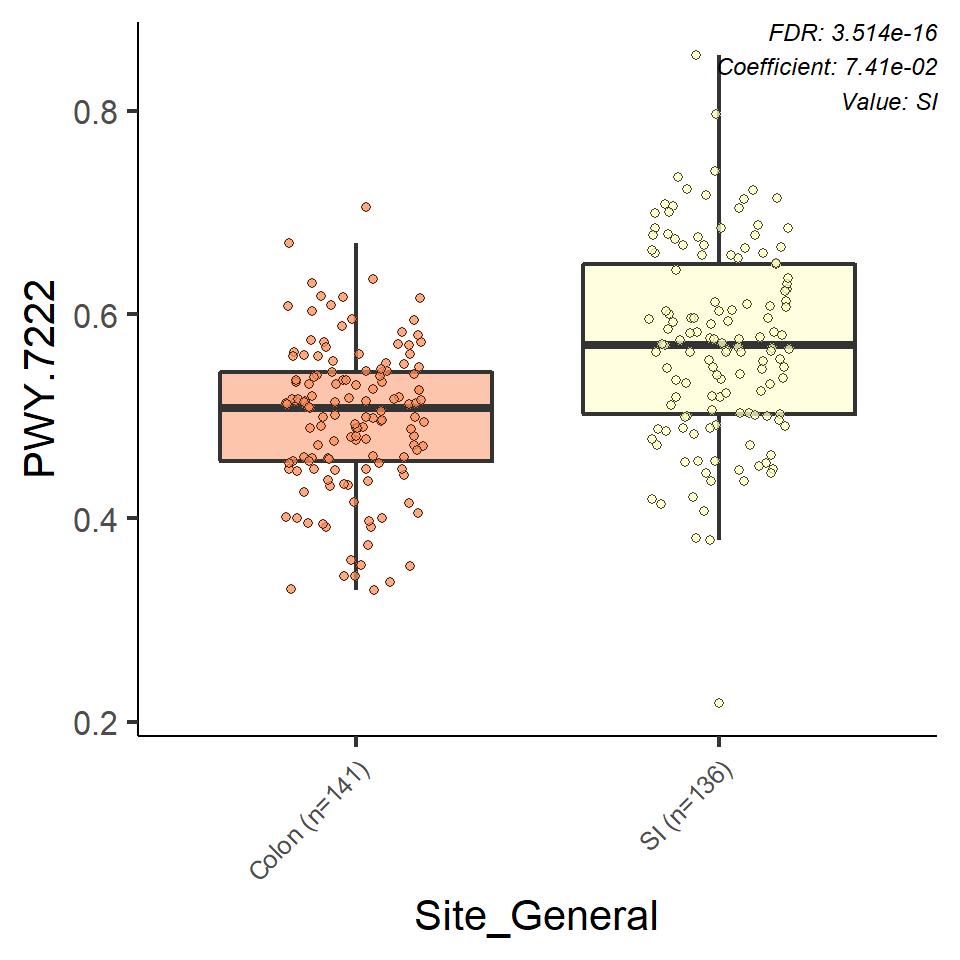 FDR: 3.514e-16
Coefficient: 7.41e-02
Value: SI
PWY.7222
0.8
0.6
0.4
0.2
Colon (n=141)
SI (n=136)
Site_General